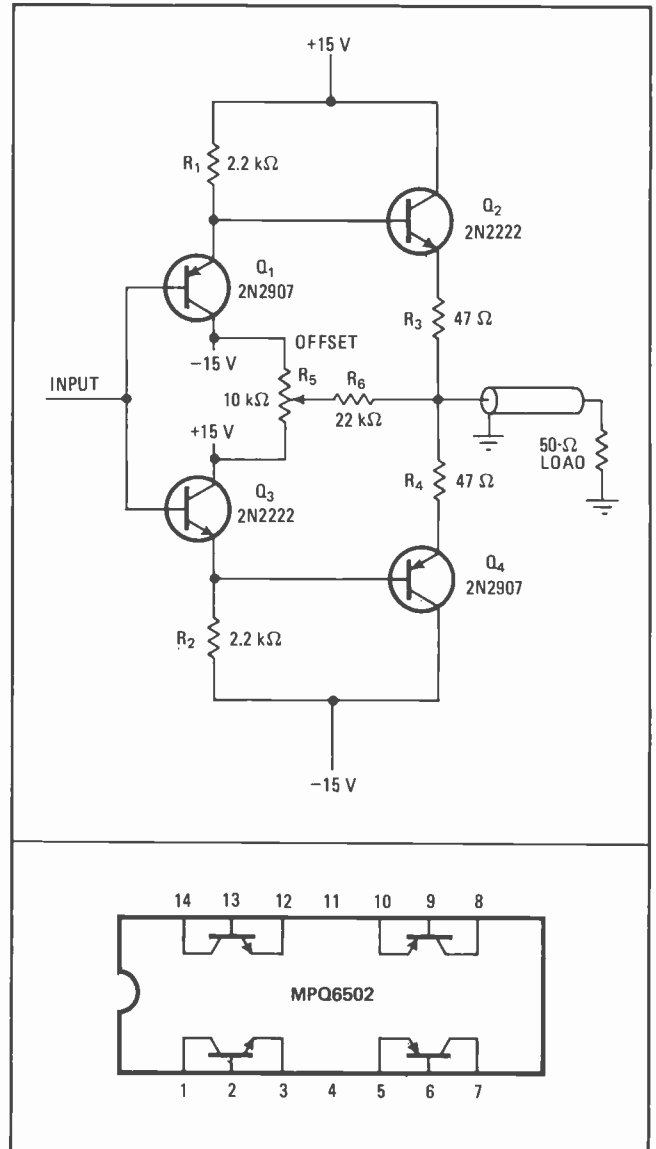 +15 V
R1 2.2 kΩ
Q2
2N2222
Q1
2N2907
R3 47 Ω
OFFSET
−15 V
INPUT
R5
10 kΩ
R6
22 kΩ
+15 V
50-Ω
LOAD
Q3
2N2222
R4 47 Ω
Q4
2N2907
R2 2.2 kΩ
−15 V
14 13 12 11 10 9 8
MPQ6502
1 2 3 4 5 6 7